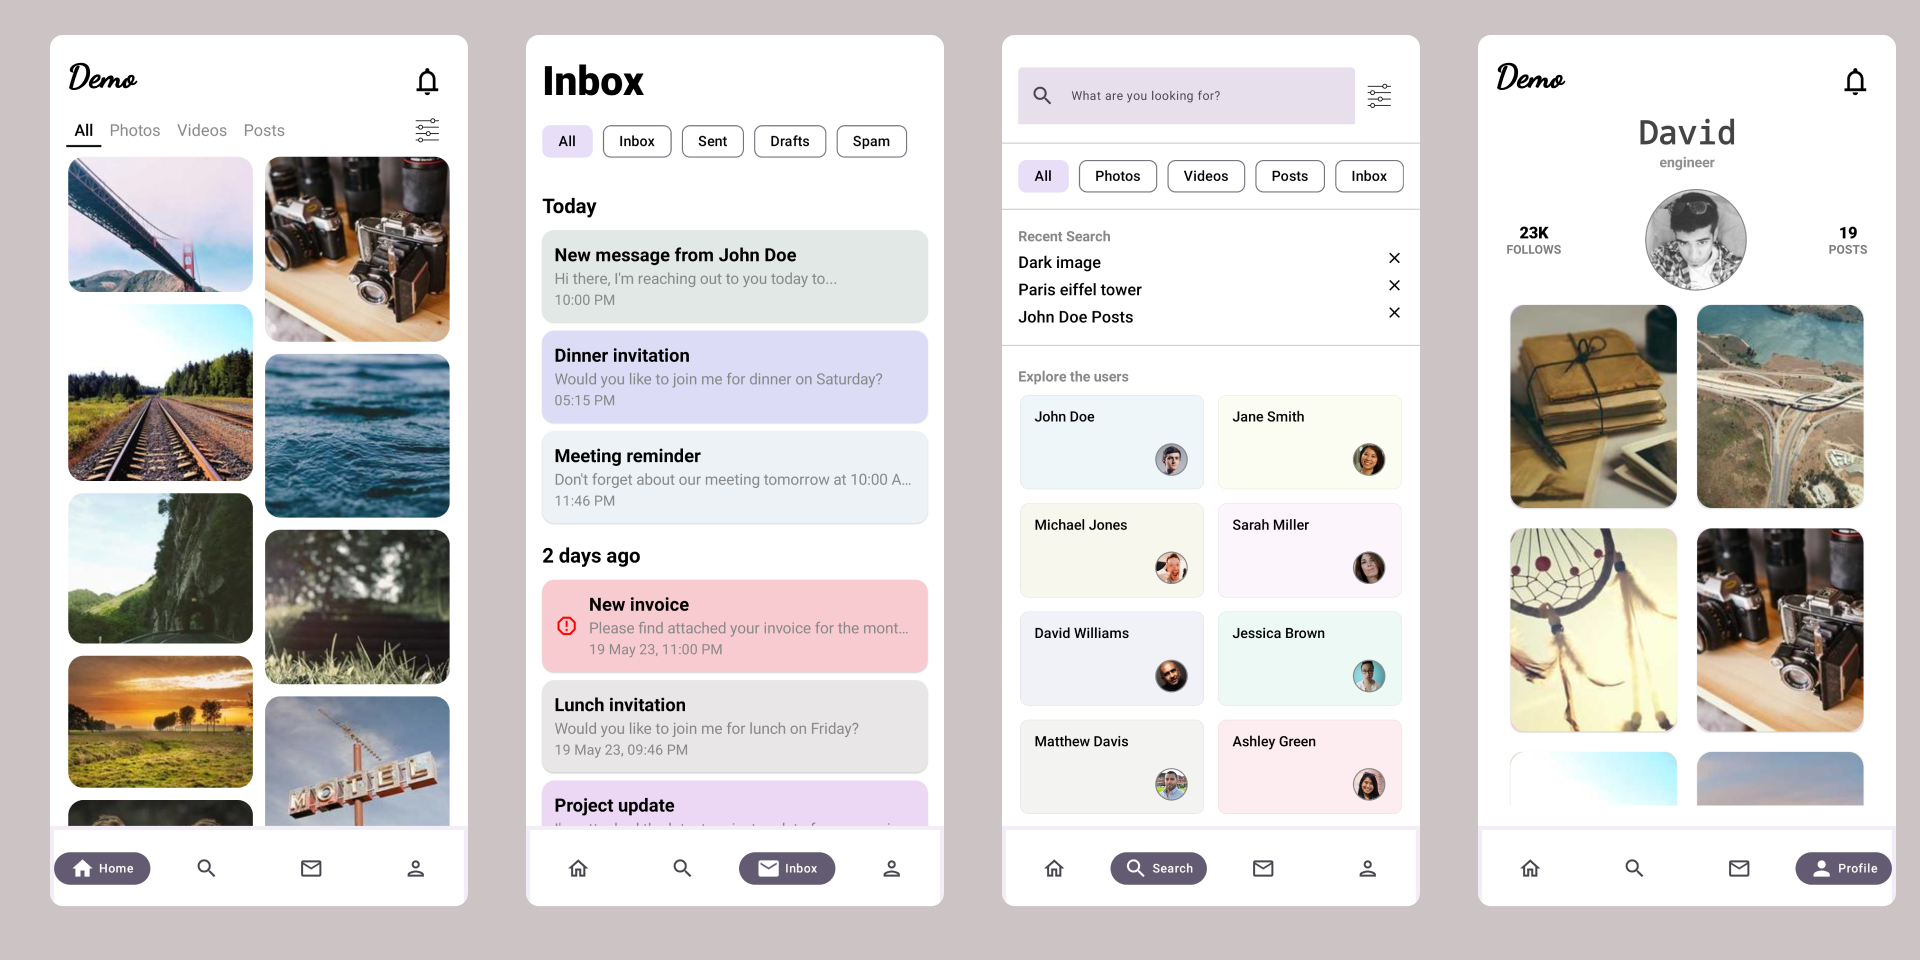 Demo
All Photos Videos Posts
MOTEL
Home
Inbox
All Inbox Sent Drafts Spam
Today
New message from John Doe
Hi there, I'm reaching out to you today to...
10:00 PM
Dinner invitation
Would you like to join me for dinner on Saturday?
05:15 PM
Meeting reminder
Don't forget about our meeting tomorrow at 10:00 A...
11:46 PM
2 days ago
New invoice
Please find attached your invoice for the mont...
19 May 23, 11:00 PM
Lunch invitation
Would you like to join me for lunch on Friday?
19 May 23, 09:46 PM
Project update
Inbox
What are you looking for?
All Photos Videos Posts Inbox
Recent Search
Dark image
Paris eiffel tower
John Doe Posts
Explore the users
John Doe Jane Smith
Michael Jones Sarah Miller
David Williams Jessica Brown
Matthew Davis Ashley Green
Search
Demo
David
engineer
23K 19
FOLLOWS POSTS
Profile